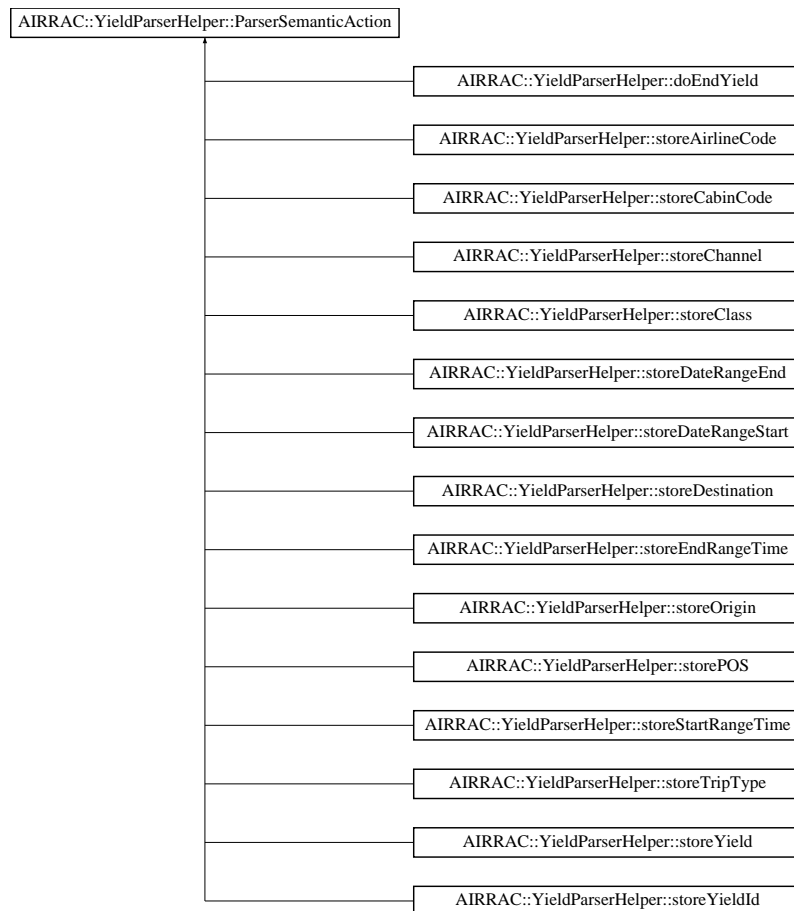 AIRRAC::YieldParserHelper::ParserSemanticAction
AIRRAC::YieldParserHelper::doEndYield
AIRRAC::YieldParserHelper::storeAirlineCode
AIRRAC::YieldParserHelper::storeCabinCode
AIRRAC::YieldParserHelper::storeChannel
AIRRAC::YieldParserHelper::storeClass
AIRRAC::YieldParserHelper::storeDateRangeEnd
AIRRAC::YieldParserHelper::storeDateRangeStart
AIRRAC::YieldParserHelper::storeDestination
AIRRAC::YieldParserHelper::storeEndRangeTime
AIRRAC::YieldParserHelper::storeOrigin
AIRRAC::YieldParserHelper::storePOS
AIRRAC::YieldParserHelper::storeStartRangeTime
AIRRAC::YieldParserHelper::storeTripType
AIRRAC::YieldParserHelper::storeYield
AIRRAC::YieldParserHelper::storeYieldId